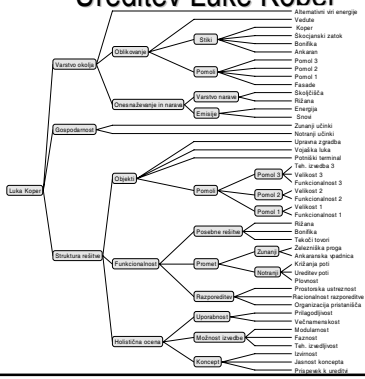 Ureditev Luke Koper
Alternativni viri energije
Vedute
Koper
Škocjanski zatok
Bonifika
Ankaran
Pomol 3
Pomol 2
Pomol 1
Fasade
Školjčišča
Rižana
Energija
Snovi
Zunanji učinki
Notranji učinki
Upravna zgradba
Vojaška luka
Potniški terminal
Teh. izvedba 3
Velikost 3
Funkcionalnost 3
Velikost 2
Funkcionalnost 2
Velikost 1
Funkcionalnost 1
Rižana
Bonifika
Tekoči tovori
Železniška proga
Ankaranska vpadnica
Križanja poti
Ureditev poti
Plovnost
Prostorska ustreznost
Racionalnost razporeditve
Organizacija pristanišča
Prilagodljivost
Večnamenskost
Modularnost
Faznost
Teh. izvedljivost
Izvirnost
Jasnost koncepta
Prispevek k ureditvi
Stiki
Pomoli
Oblikovanje
Varstvo narave
Emisije
Onesnaževanje in narava
Varstvo okolja
Gospodarnost
Luka Koper
Objekti
Pomoli
Pomol 3
Pomol 2
Pomol 1
Posebne rešitve
Promet
Zunanji
Notranji
Razporeditev
Funkcionalnost
Struktura rešitve
Uporabnost
Možnost izvedbe
Koncept
Holistična ocena